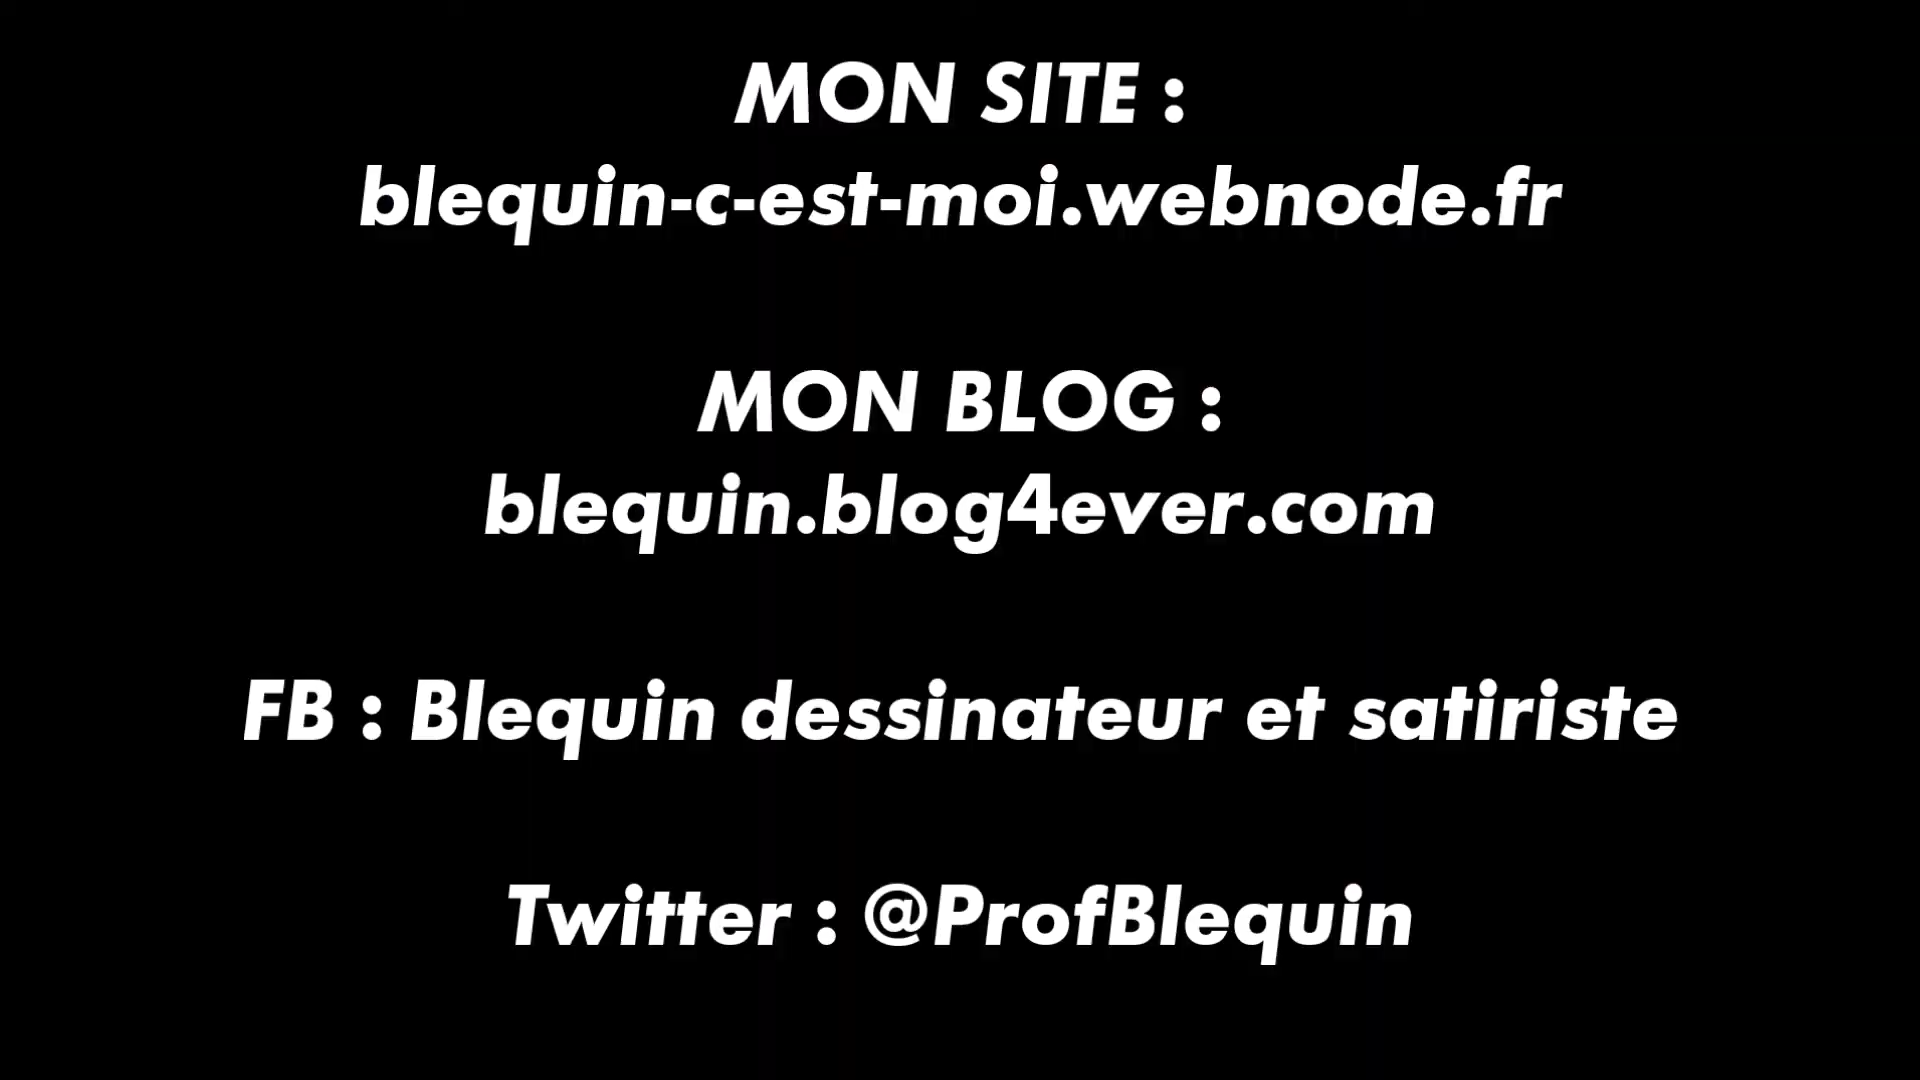 MON SITE :
blequin-c-est-moi.webnode.fr
MON BLOG :
blequin.blog4ever.com
FB : Blequin dessinateur et satiriste
Twitter : @ProfBlequin